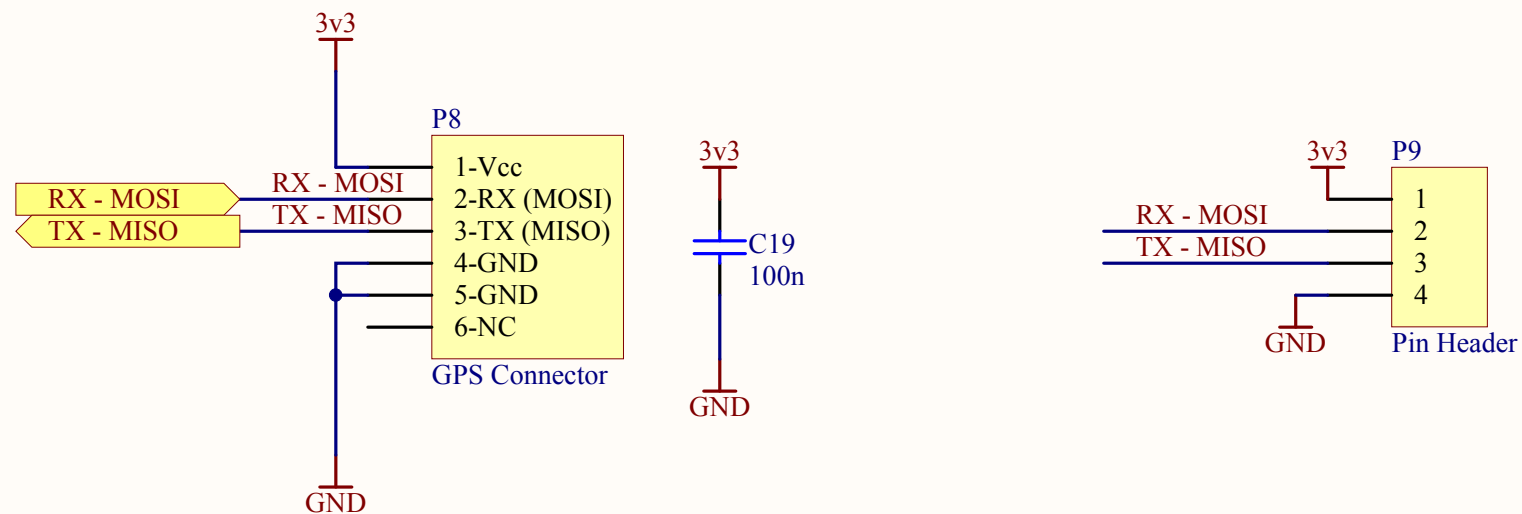 3v3
P8
1-Vcc
RX - MOSI
RX - MOSI
2-RX (MOSI)
TX - MISO
TX - MISO
3-TX (MISO)
4-GND
5-GND
6-NC
GPS Connector
GND
3v3
C19
100n
GND
3v3
P9
1
RX - MOSI
2
TX - MISO
3
4
GND
Pin Header